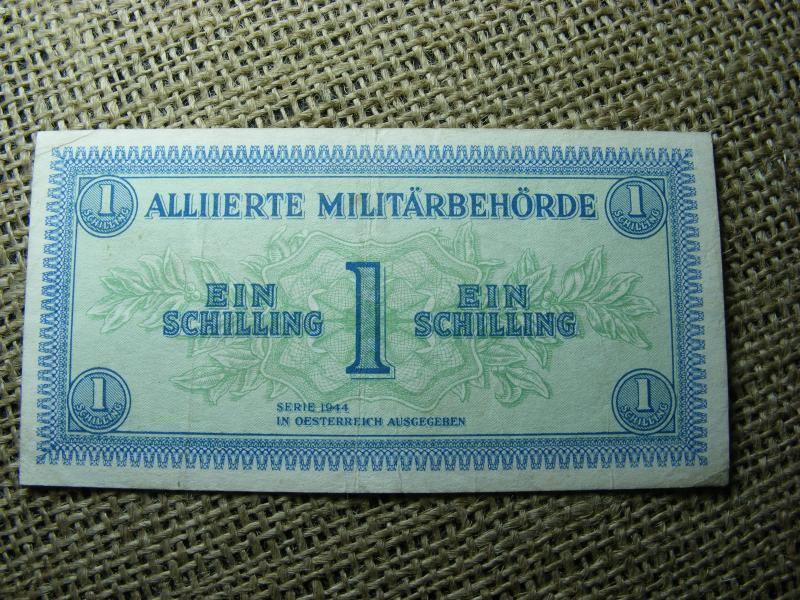 1 SCHILLING
1 SCHILLING
ALLIIERTE MILITÄRBEHÖRDE
EIN SCHILLING
1
EIN SCHILLING
1 SCHILLING
1 SCHILLING
SERIE 1944
IN OESTERREICH AUSGEGEBEN